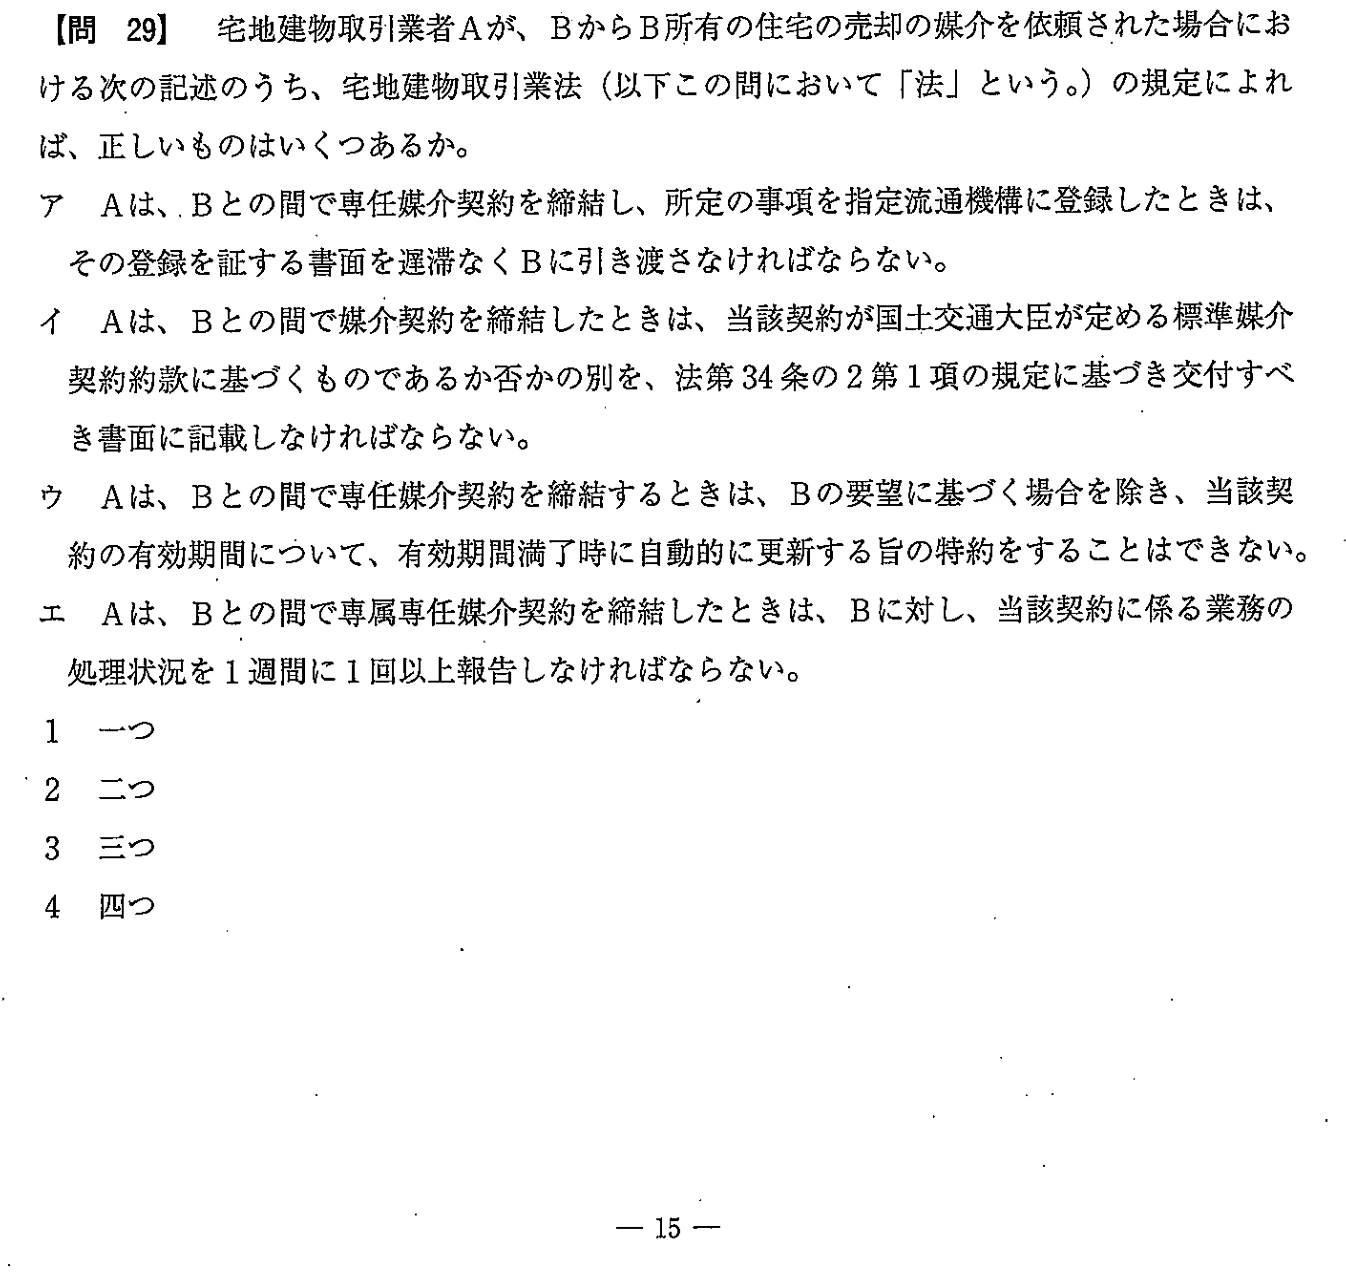 【問　29】　宅地建物取引業者Aが、BからB所有の住宅の売却の媒介を依頼された場合にお
ける次の記述のうち、宅地建物取引業法（以下この問において「法」という。）の規定によれ
ば、正しいものはいくつあるか。
ア　Aは、Bとの間で専任媒介契約を締結し、所定の事項を指定流通機構に登録したときは、
その登録を証する書面を遅滞なくBに引き渡さなければならない。
イ　Aは、Bとの間で媒介契約を締結したときは、当該契約が国土交通大臣が定める標準媒介
契約約款に基づくものであるか否かの別を、法第34条の2第1項の規定に基づき交付すべ
き書面に記載しなければならない。
ウ　Aは、Bとの間で専任媒介契約を締結するときは、Bの要望に基づく場合を除き、当該契
約の有効期間について、有効期間満了時に自動的に更新する旨の特約をすることはできない。
エ　Aは、Bとの間で専属専任媒介契約を締結したときは、Bに対し、当該契約に係る業務の
処理状況を1週間に1回以上報告しなければならない。
1　一つ
2　二つ
3　三つ
4　四つ
― 15 ―